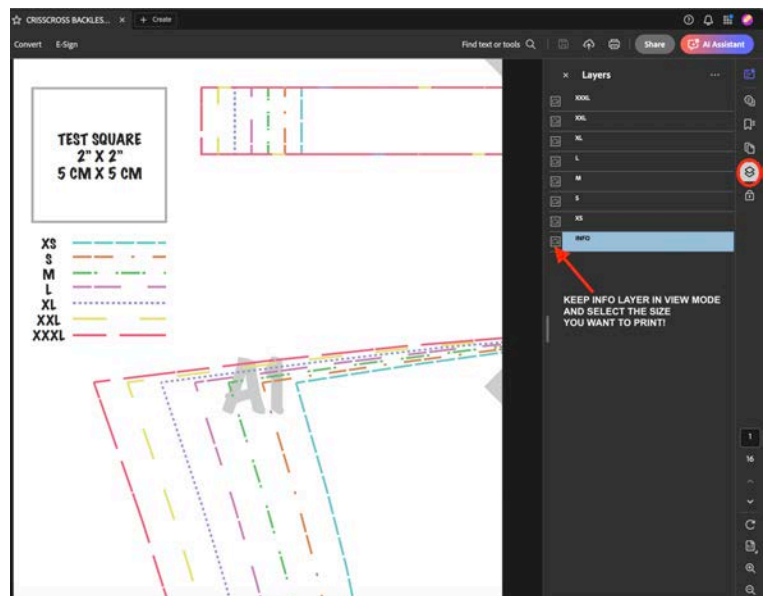 CRISSCROSS BACKLES...
+ Create
Convert E-Sign
Find text or tools
Share
AI Assistant
Layers
XXXL
XXL
XL
L
M
S
XS
INFO
KEEP INFO LAYER IN VIEW MODE
AND SELECT THE SIZE
YOU WANT TO PRINT!
TEST SQUARE
2" X 2"
5 CM X 5 CM
XS
S
M
L
XL
XXL
XXXL
A1
1
16